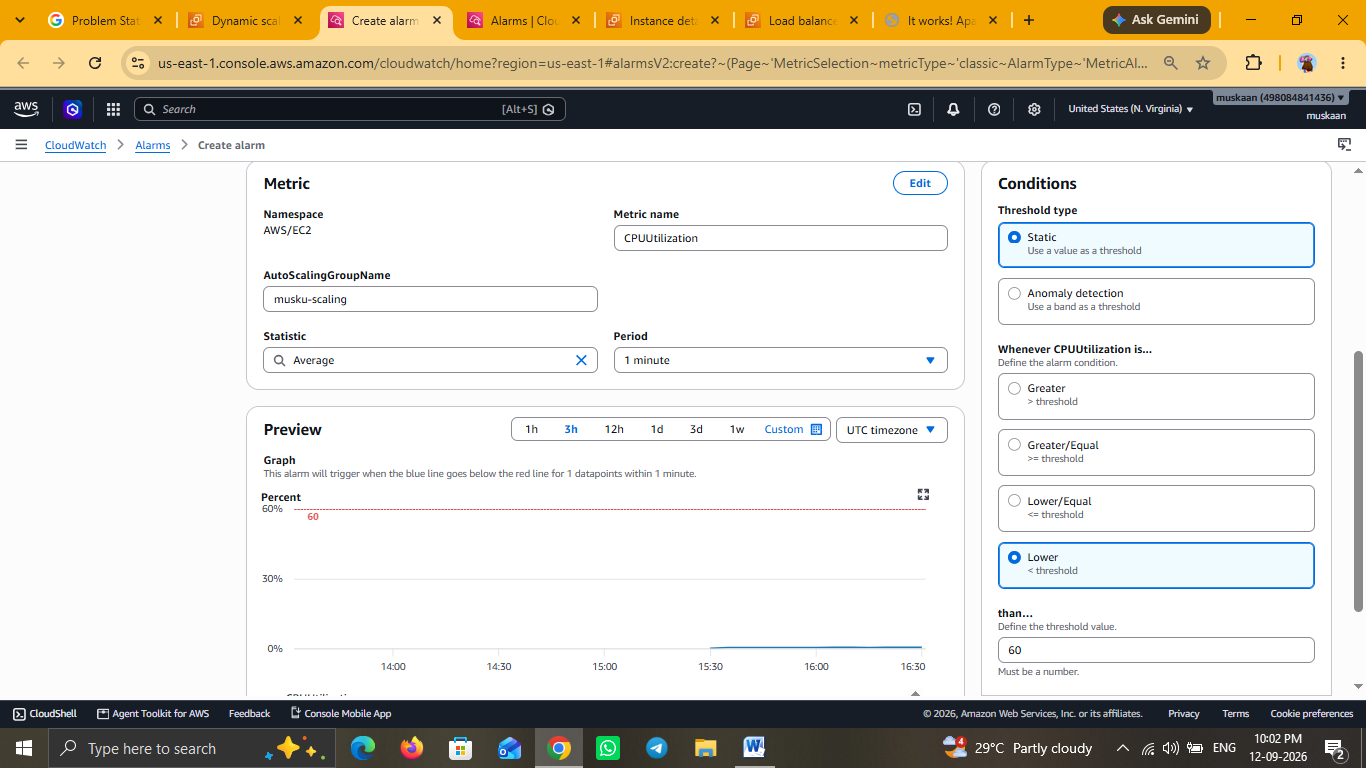 Problem Stat
Dynamic scal
Create alarm
Alarms | Clou
Instance deta
Load balance
It works! Apa
Ask Gemini
us-east-1.console.aws.amazon.com/cloudwatch/home?region=us-east-1#alarmsV2:create?~(Page~'MetricSelection~metricType~'classic~AlarmType~'MetricAl...
aws
Search
[Alt+S]
United States (N. Virginia)
muskaan (498084841436)
muskaan
CloudWatch
Alarms
Create alarm
Metric
Edit
Namespace
AWS/EC2
Metric name
CPUUtilization
AutoScalingGroupName
musku-scaling
Statistic
Average
Period
1 minute
Preview
1h
3h
12h
1d
3d
1w
Custom
UTC timezone
Graph
This alarm will trigger when the blue line goes below the red line for 1 datapoints within 1 minute.
Percent
60%
60
30%
0%
14:00
14:30
15:00
15:30
16:00
16:30
Conditions
Threshold type
Static
Use a value as a threshold
Anomaly detection
Use a band as a threshold
Whenever CPUUtilization is...
Define the alarm condition.
Greater
> threshold
Greater/Equal
>= threshold
Lower/Equal
<= threshold
Lower
< threshold
than...
Define the threshold value.
60
Must be a number.
CloudShell
Agent Toolkit for AWS
Feedback
Console Mobile App
© 2026, Amazon Web Services, Inc. or its affiliates.
Privacy
Terms
Cookie preferences
Type here to search
4
29°C Partly cloudy
ENG
10:02 PM
12-09-2026
2